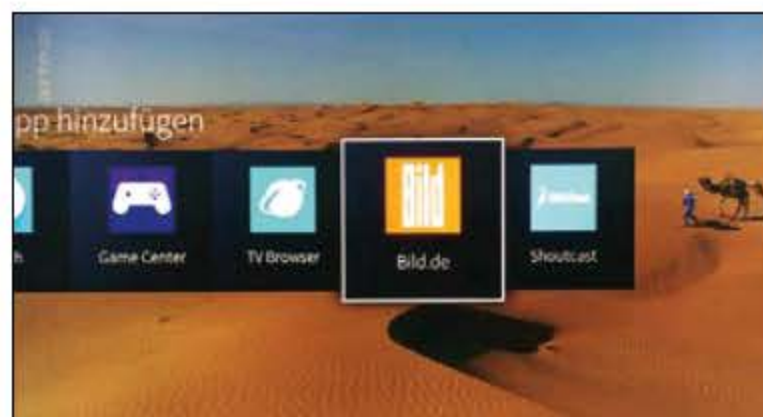 pp hinzufügen
h
Game Center
TV Browser
Bild
Bild.de
Shoutcast